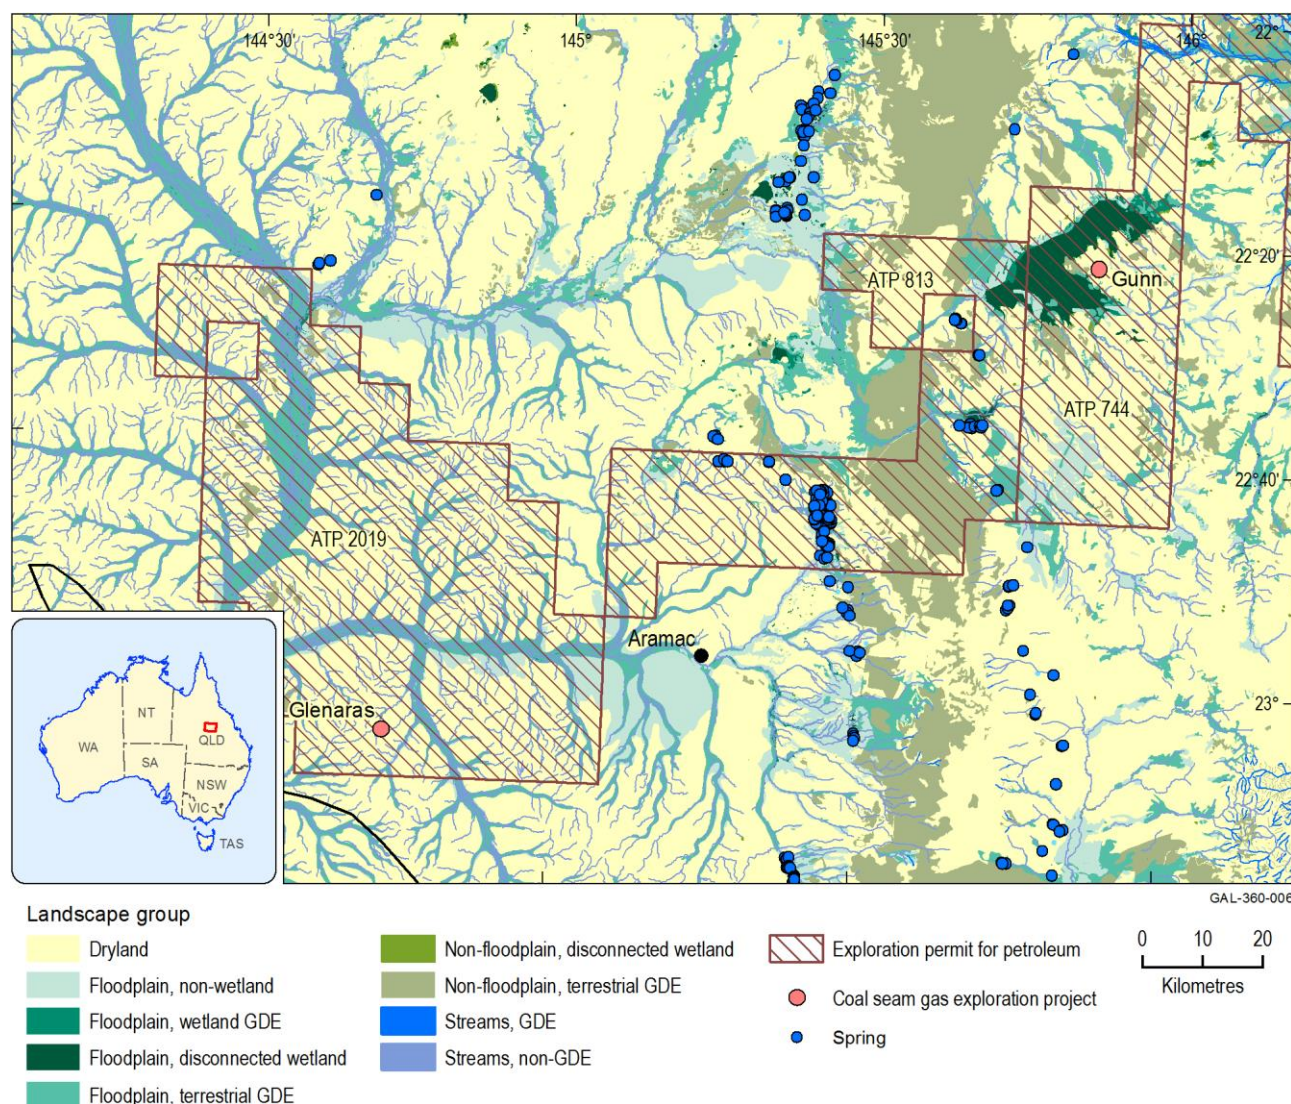 144°30'
145°
145°30'
146°
22°
22°20'
ATP 813
Gunn
ATP 744
22°40'
ATP 2019
Aramac
23°
Glenaras
NT
QLD
WA
SA
NSW
VIC
TAS
GAL-360-006
Landscape group
Dryland
Floodplain, non-wetland
Floodplain, wetland GDE
Floodplain, disconnected wetland
Floodplain, terrestrial GDE
Non-floodplain, disconnected wetland
Non-floodplain, terrestrial GDE
Streams, GDE
Streams, non-GDE
Exploration permit for petroleum
Coal seam gas exploration project
Spring
0 10 20
Kilometres